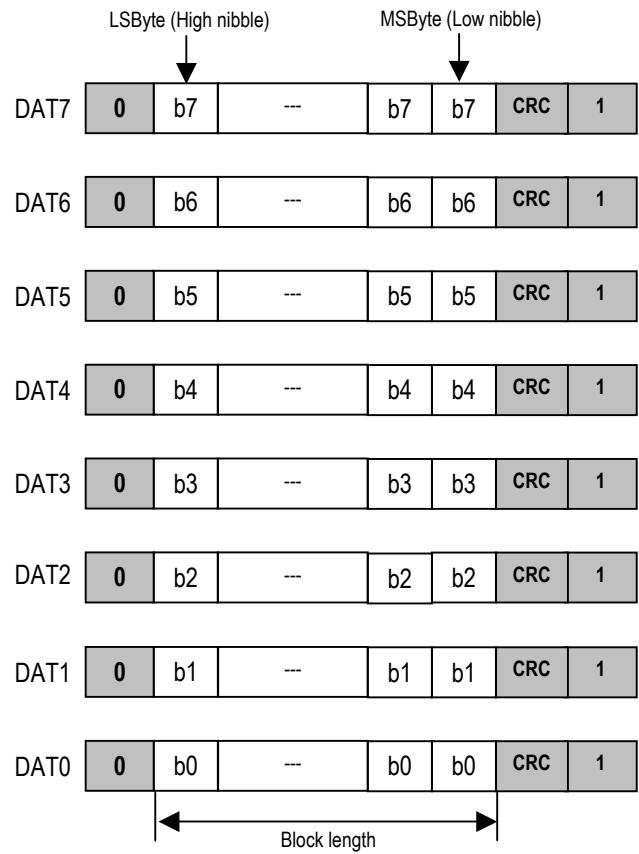 LSByte (High nibble) MSByte (Low nibble)
DAT7 0 b7 --- b7 b7 CRC 1
DAT6 0 b6 --- b6 b6 CRC 1
DAT5 0 b5 --- b5 b5 CRC 1
DAT4 0 b4 --- b4 b4 CRC 1
DAT3 0 b3 --- b3 b3 CRC 1
DAT2 0 b2 --- b2 b2 CRC 1
DAT1 0 b1 --- b1 b1 CRC 1
DAT0 0 b0 --- b0 b0 CRC 1
Block length